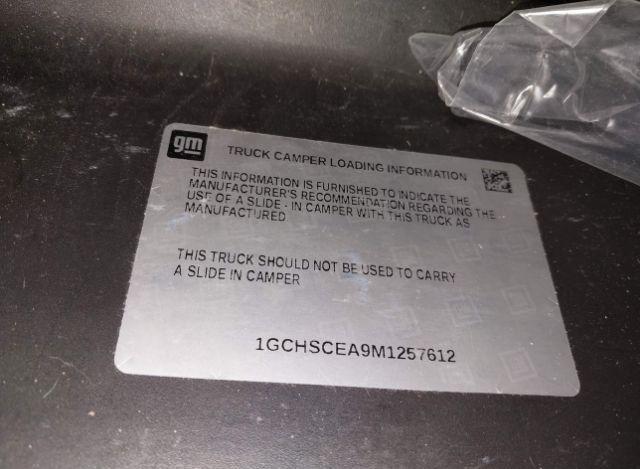 gm
TRUCK CAMPER LOADING INFORMATION
THIS INFORMATION IS FURNISHED TO INDICATE THE
MANUFACTURER'S RECOMMENDATION REGARDING THE
USE OF A SLIDE - IN CAMPER WITH THIS TRUCK AS
MANUFACTURED
THIS TRUCK SHOULD NOT BE USED TO CARRY
A SLIDE IN CAMPER
1GCHSCEA9M1257612